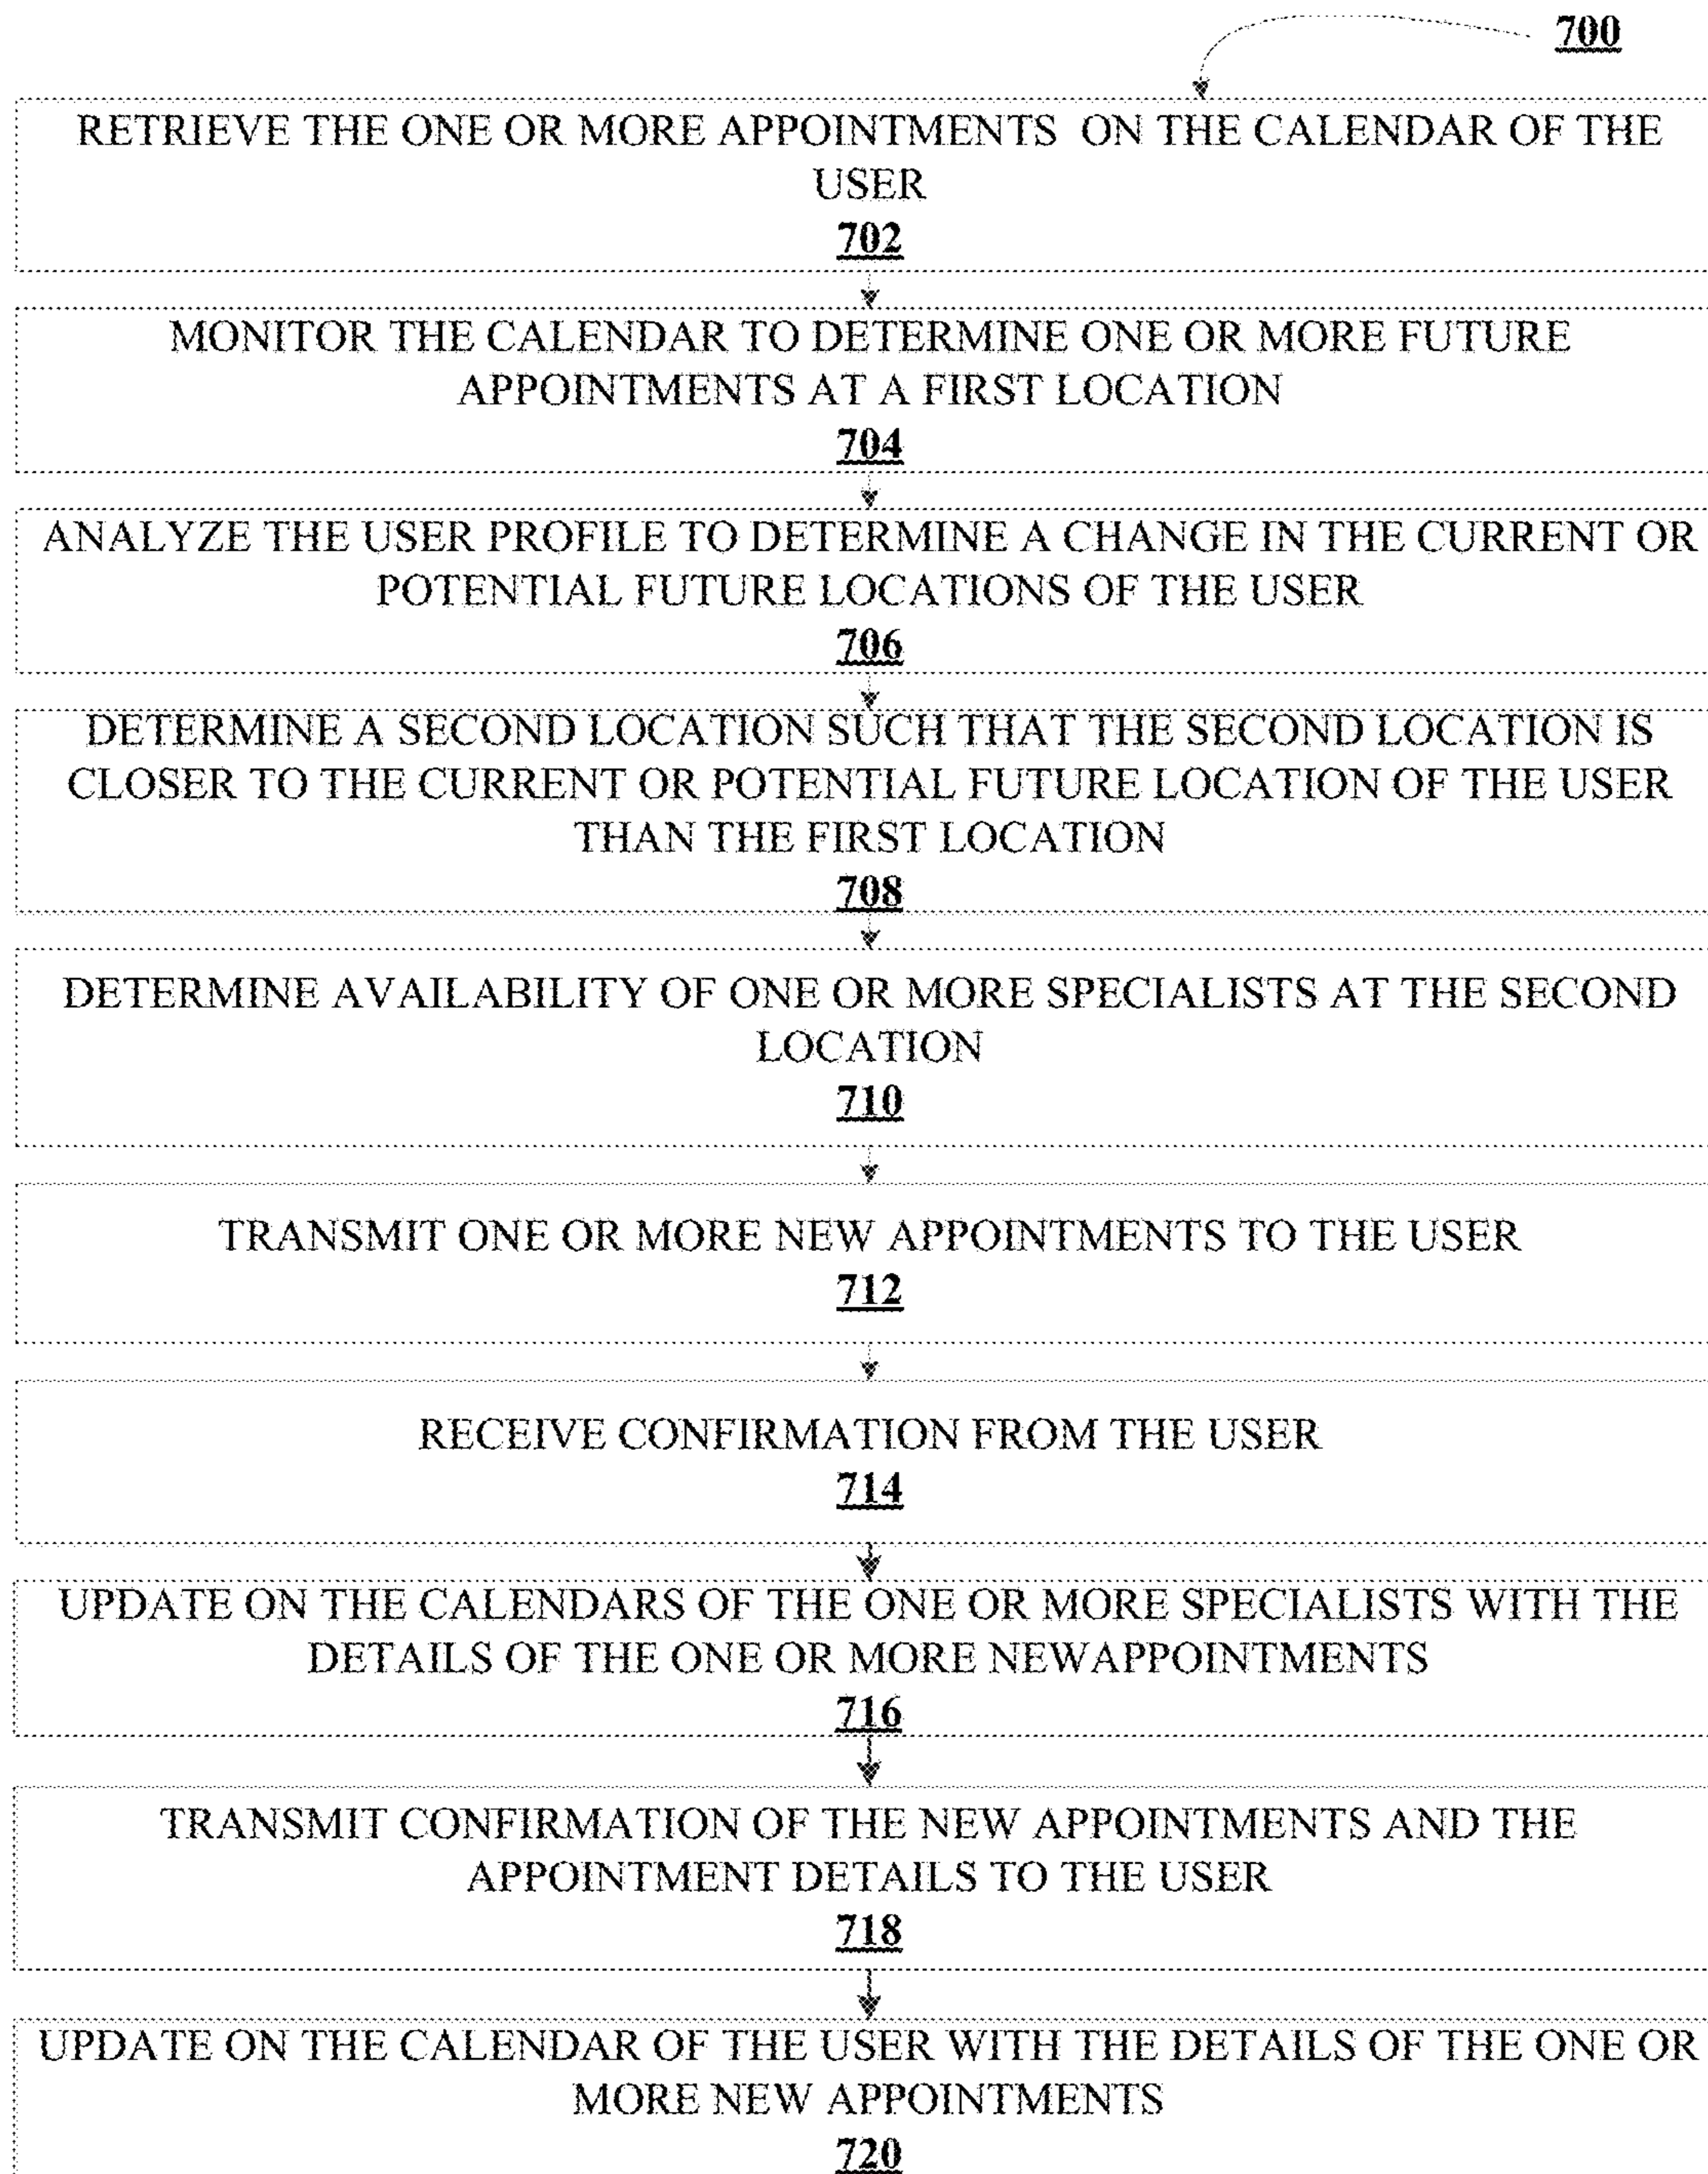 700
RETRIEVE THE ONE OR MORE APPOINTMENTS ON THE CALENDAR OF THE
USER
702
MONITOR THE CALENDAR TO DETERMINE ONE OR MORE FUTURE
APPOINTMENTS AT A FIRST LOCATION
704
ANALYZE THE USER PROFILE TO DETERMINE A CHANGE IN THE CURRENT OR
POTENTIAL FUTURE LOCATIONS OF THE USER
706
DETERMINE A SECOND LOCATION SUCH THAT THE SECOND LOCATION IS
CLOSER TO THE CURRENT OR POTENTIAL FUTURE LOCATION OF THE USER
THAN THE FIRST LOCATION
708
DETERMINE AVAILABILITY OF ONE OR MORE SPECIALISTS AT THE SECOND
LOCATION
710
TRANSMIT ONE OR MORE NEW APPOINTMENTS TO THE USER
712
RECEIVE CONFIRMATION FROM THE USER
714
UPDATE ON THE CALENDARS OF THE ONE OR MORE SPECIALISTS WITH THE
DETAILS OF THE ONE OR MORE NEWAPPOINTMENTS
716
TRANSMIT CONFIRMATION OF THE NEW APPOINTMENTS AND THE
APPOINTMENT DETAILS TO THE USER
718
UPDATE ON THE CALENDAR OF THE USER WITH THE DETAILS OF THE ONE OR
MORE NEW APPOINTMENTS
720